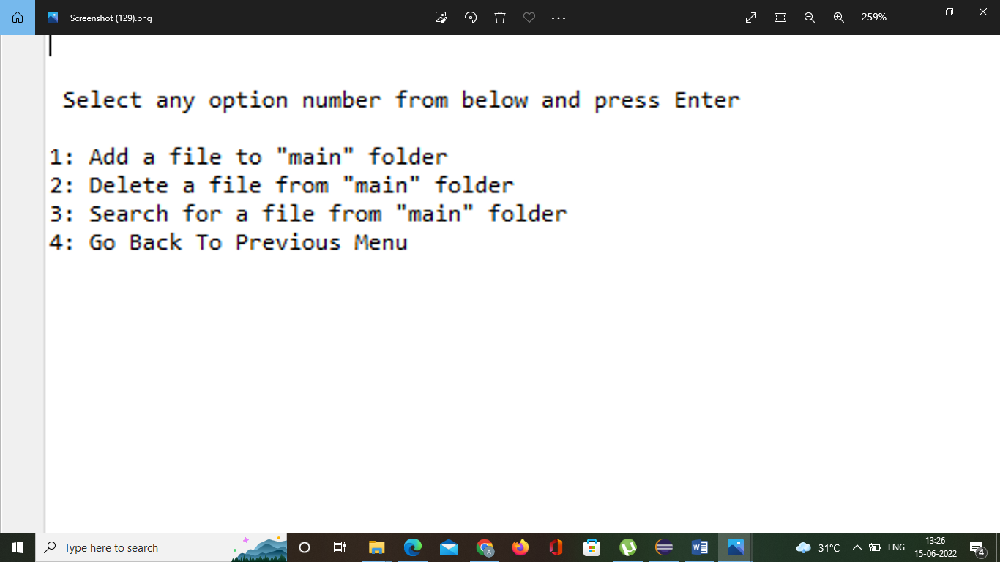 Screenshot (129).png
259%
Select any option number from below and press Enter
1: Add a file to "main" folder
2: Delete a file from "main" folder
3: Search for a file from "main" folder
4: Go Back To Previous Menu
Type here to search
31°C
ENG
13:26
15-06-2022
4